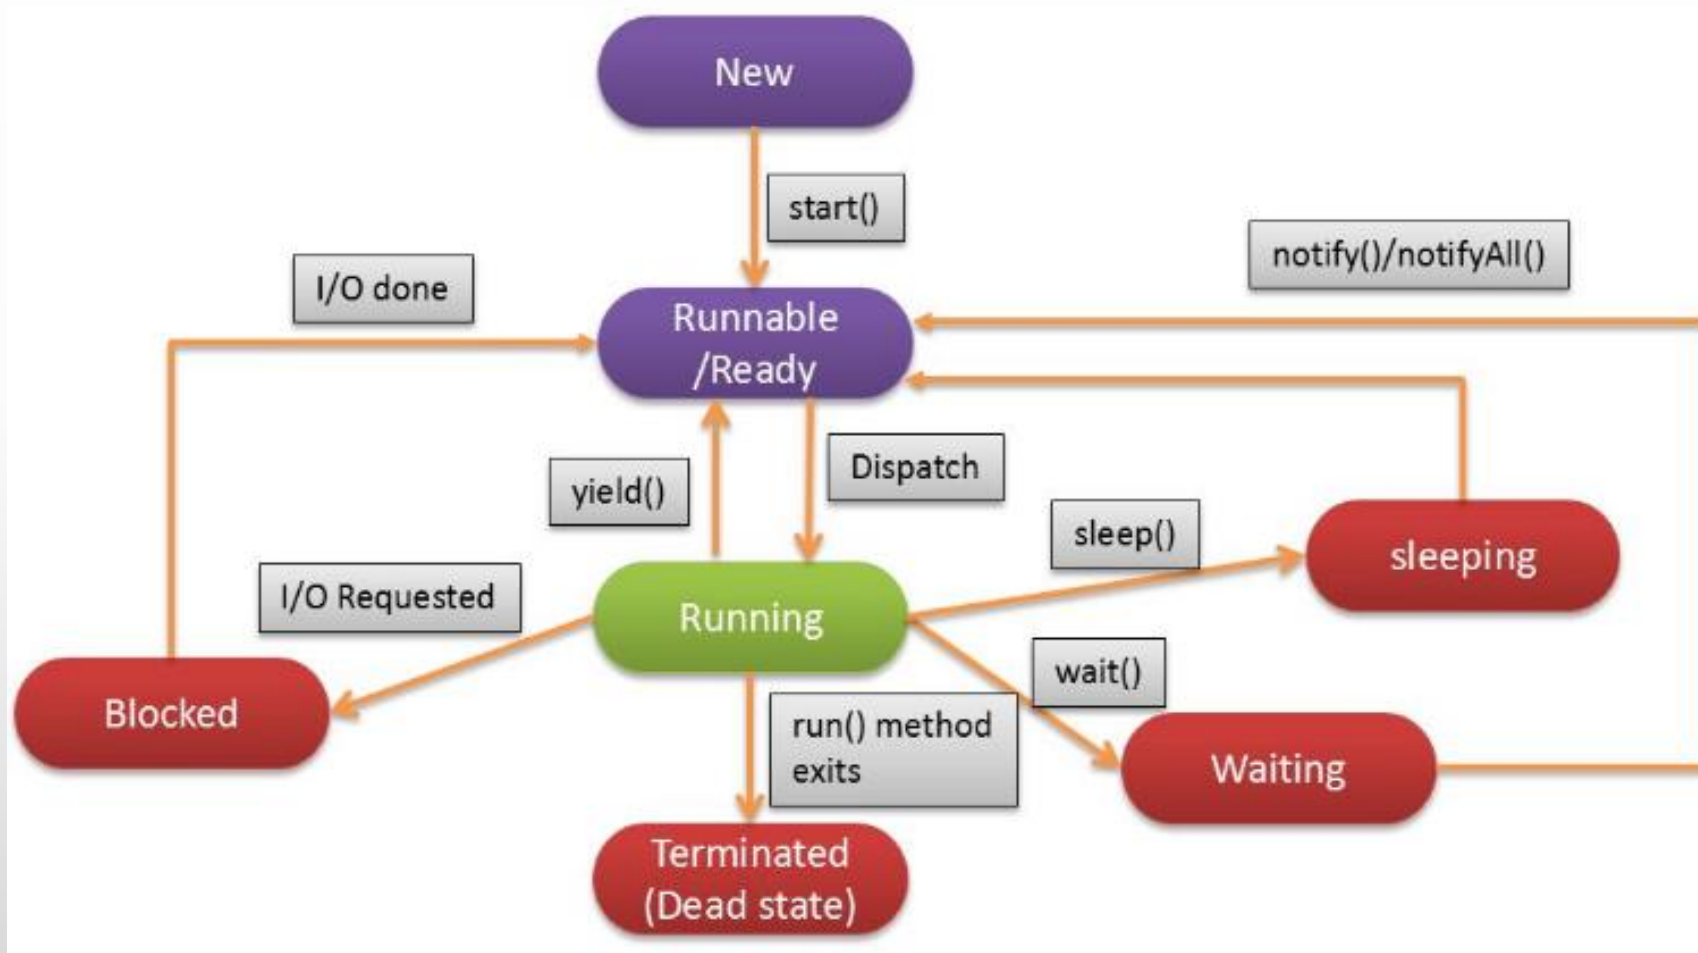 New
start()
notify()/notifyAll()
I/O done
Runnable
/Ready
Dispatch
yield()
sleep()
sleeping
I/O Requested
Running
wait()
Blocked
run() method
exits
Waiting
Terminated
(Dead state)